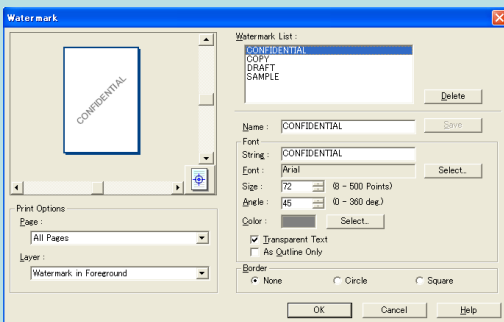 Watermark
CONFIDENTIAL
Print Options
Page :
All Pages
Layer :
Watermark in Foreground
Watermark List :
CONFIDENTIAL
COPY
DRAFT
SAMPLE
Delete
Name : CONFIDENTIAL Save
Font
String : CONFIDENTIAL
Font : Arial Select..
Size : 72 (8 - 500 Points)
Angle : 45 (0 - 360 deg.)
Color : Select..
Transparent Text
As Outline Only
Border
None Circle Square
OK Cancel Help